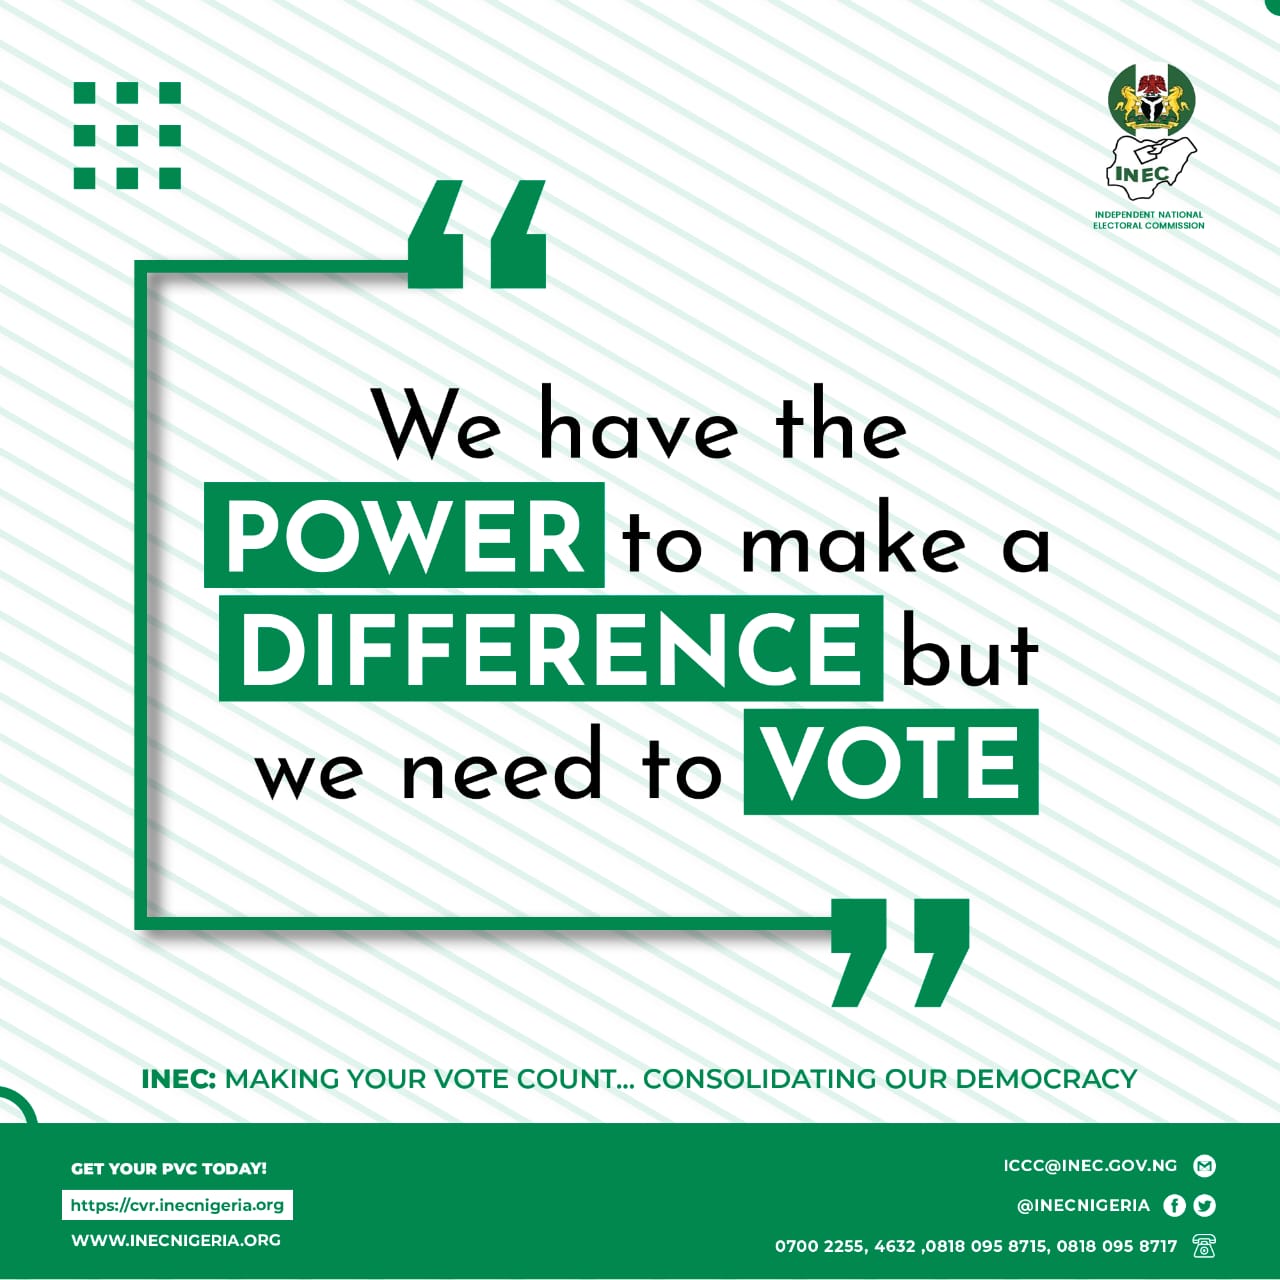 INEC
INDEPENDENT NATIONAL
ELECTORAL COMMISSION
“
We have the
POWER to make a
DIFFERENCE but
we need to VOTE
”
INEC: MAKING YOUR VOTE COUNT... CONSOLIDATING OUR DEMOCRACY
GET YOUR PVC TODAY!
https://cvr.inecnigeria.org
WWW.INECNIGERIA.ORG
ICCC@INEC.GOV.NG
@INECNIGERIA
0700 2255, 4632 ,0818 095 8715, 0818 095 8717